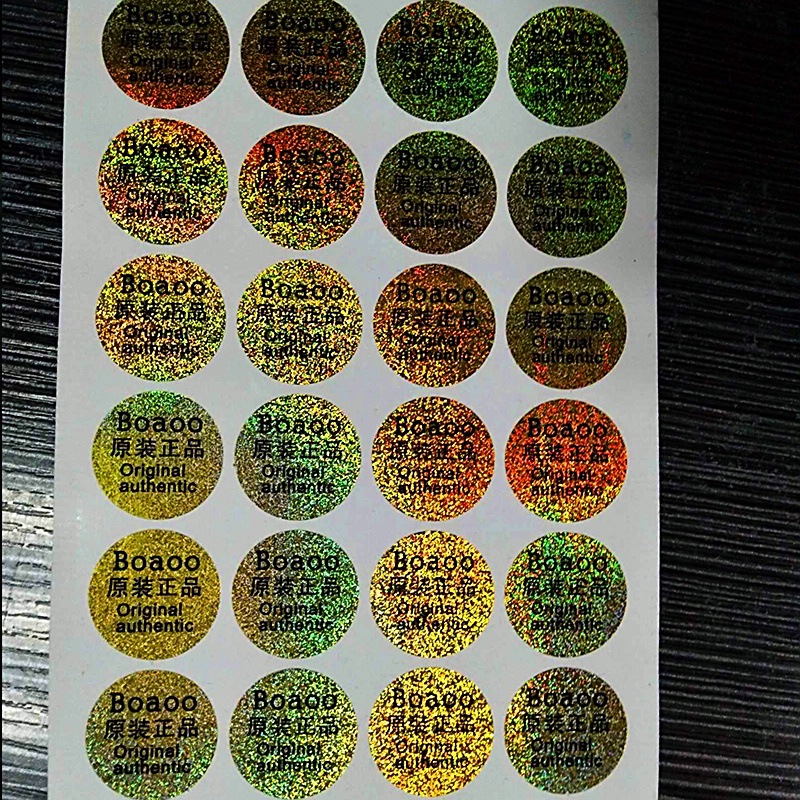 Boaoo
原装正品
Original
authentic
Boaoo
原装正品
Original
authentic
Boaoo
原装正品
Original
authentic
Boaoo
原装正品
Original
authentic
Boaoo
原装正品
Original
authentic
Boaoo
原装正品
Original
authentic
Boaoo
原装正品
Original
authentic
Boaoo
原装正品
Original
authentic
Boaoo
原装正品
Original
authentic
Boaoo
原装正品
Original
authentic
Boaoo
原装正品
Original
authentic
Boaoo
原装正品
Original
authentic
Boaoo
原装正品
Original
authentic
Boaoo
原装正品
Original
authentic
Boaoo
原装正品
Original
authentic
Boaoo
原装正品
Original
authentic
Boaoo
原装正品
Original
authentic
Boaoo
原装正品
Original
authentic
Boaoo
原装正品
Original
authentic
Boaoo
原装正品
Original
authentic
Boaoo
原装正品
Original
authentic
Boaoo
原装正品
Original
authentic
Boaoo
原装正品
Original
authentic
Boaoo
原装正品
Original
authentic